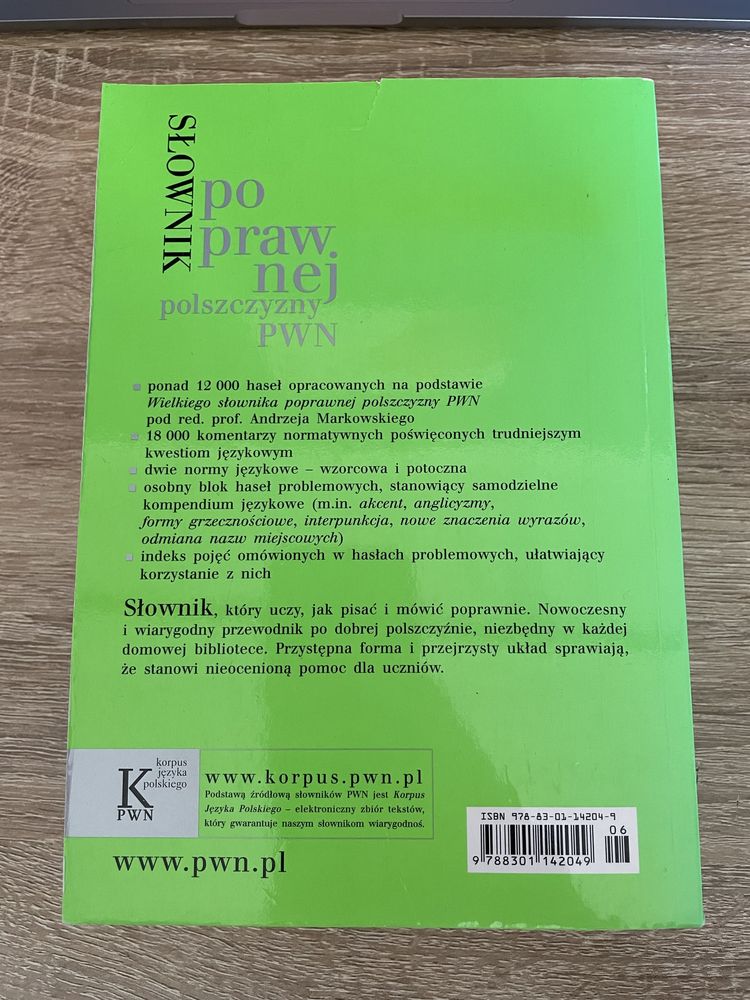 SŁOWNIK
po
praw
nej
polszczyzny
PWN
ponad 12 000 haseł opracowanych na podstawie
Wielkiego słownika poprawnej polszczyzny PWN
pod red. prof. Andrzeja Markowskiego
18 000 komentarzy normatywnych poświęconych trudniejszym
kwestiom językowym
dwie normy językowe – wzorcowa i potoczna
osobny blok haseł problemowych, stanowiący samodzielne
kompendium językowe (m.in. akcent, anglicyzmy,
formy grzecznościowe, interpunkcja, nowe znaczenia wyrazów,
odmiana nazw miejscowych)
indeks pojęć omówionych w hasłach problemowych, ułatwiający
korzystanie z nich
Słownik, który uczy, jak pisać i mówić poprawnie. Nowoczesny
i wiarygodny przewodnik po dobrej polszczyźnie, niezbędny w każdej
domowej bibliotece. Przystępna forma i przejrzysty układ sprawiają,
że stanowi nieocenioną pomoc dla uczniów.
korpus
języka
polskiego
K
PWN
www.korpus.pwn.pl
Podstawą źródłową słowników PWN jest Korpus
Języka Polskiego – elektroniczny zbiór tekstów,
który gwarantuje naszym słownikom wiarygodnoś.
www.pwn.pl
ISBN 978-83-01-14204-9
06
9 788301 142049